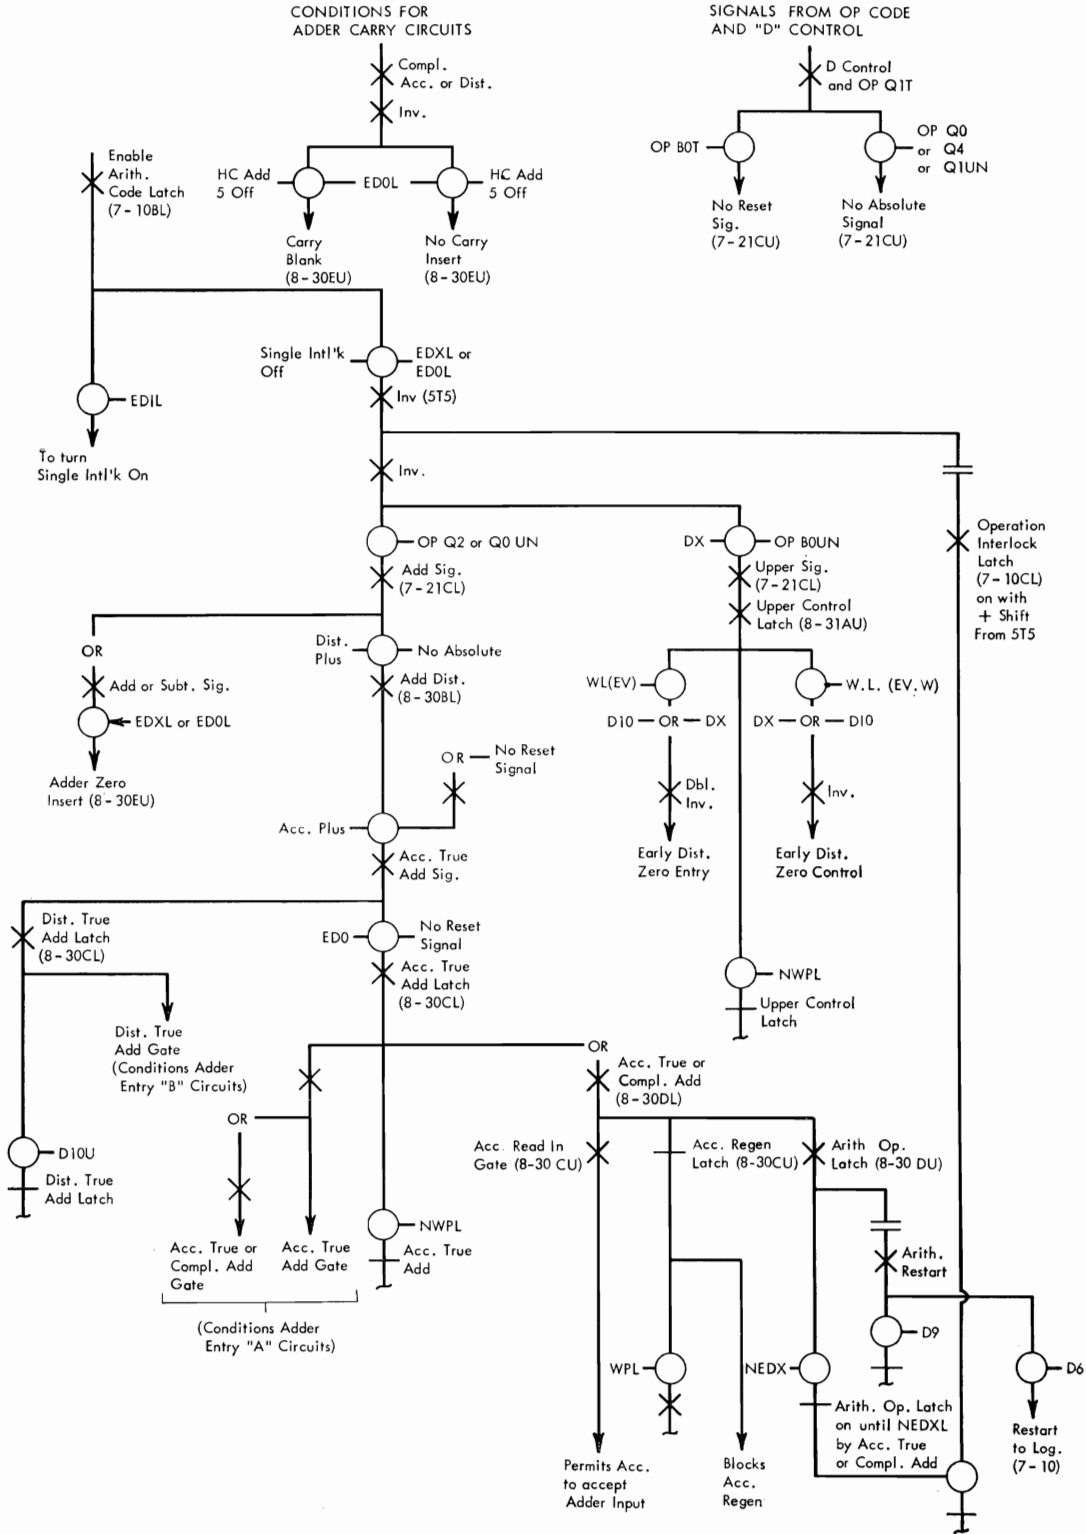 CONDITIONS FOR
ADDER CARRY CIRCUITS
SIGNALS FROM OP CODE
AND "D" CONTROL
Compl.
Acc. or Dist.
Inv.
D Control
and OP Q1T
OP B0T
OP Q0
or Q4
or Q1UN
Enable
Arith.
Code Latch
(7-10BL)
HC Add
5 Off
ED0L
HC Add
5 Off
No Reset
Sig.
(7-21CU)
No Absolute
Signal
(7-21CU)
Carry
Blank
(8-30EU)
No Carry
Insert
(8-30EU)
Single Intl'k
Off
EDXL or
ED0L
Inv (5T5)
EDIL
To turn
Single Intl'k On
Inv.
OP Q2 or Q0 UN
DX
OP B0UN
Operation
Interlock
Latch
(7-10CL)
on with
+ Shift
From 5T5
Add Sig.
(7-21CL)
Upper Sig.
(7-21CL)
Upper Control
Latch (8-31AU)
OR
Dist.
Plus
No Absolute
Add or Subt. Sig.
Add Dist.
(8-30BL)
WL(EV)
W.L. (EV.W)
EDXL or ED0L
D10 — OR — DX
DX — OR — D10
Adder Zero
Insert (8-30EU)
OR
No Reset
Signal
Dbl.
Inv.
Inv.
Acc. Plus
Early Dist.
Zero Entry
Early Dist.
Zero Control
Acc. True
Add Sig.
Dist. True
Add Latch
(8-30CL)
ED0
No Reset
Signal
Acc. True
Add Latch
(8-30CL)
NWPL
Upper Control
Latch
Dist. True
Add Gate
(Conditions Adder
Entry "B" Circuits)
OR
Acc. True or
Compl. Add
(8-30DL)
OR
D10U
Dist. True
Add Latch
Acc. Read In
Gate (8-30 CU)
Acc. Regen
Latch (8-30CU)
Arith Op.
Latch (8-30 DU)
NWPL
Acc. True or
Compl. Add
Gate
Acc. True
Add Gate
Acc. True
Add
Arith.
Restart
(Conditions Adder
Entry "A" Circuits)
D9
WPL
NEDX
D6
Arith. Op. Latch
on until NEDXL
by Acc. True
or Compl. Add
Restart
to Log.
(7-10)
Permits Acc.
to accept
Adder Input
Blocks
Acc.
Regen